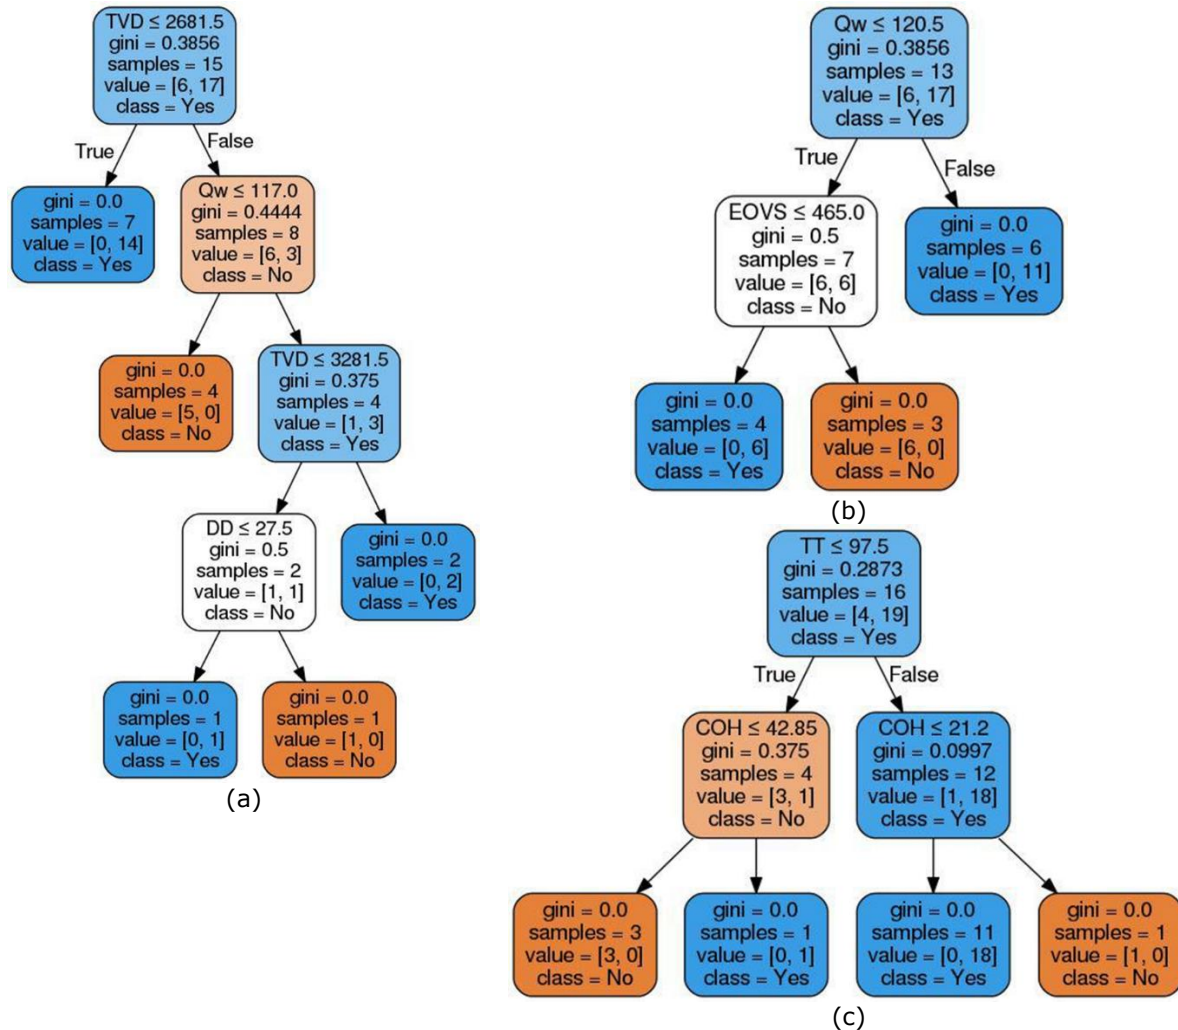 TVD ≤ 2681.5
gini = 0.3856
samples = 15
value = [6, 17]
class = Yes
True
False
gini = 0.0
samples = 7
value = [0, 14]
class = Yes
Qw ≤ 117.0
gini = 0.4444
samples = 8
value = [6, 3]
class = No
gini = 0.0
samples = 4
value = [5, 0]
class = No
TVD ≤ 3281.5
gini = 0.375
samples = 4
value = [1, 3]
class = Yes
DD ≤ 27.5
gini = 0.5
samples = 2
value = [1, 1]
class = No
gini = 0.0
samples = 2
value = [0, 2]
class = Yes
gini = 0.0
samples = 1
value = [0, 1]
class = Yes
gini = 0.0
samples = 1
value = [1, 0]
class = No
(a)
Qw ≤ 120.5
gini = 0.3856
samples = 13
value = [6, 17]
class = Yes
True
False
EOVS ≤ 465.0
gini = 0.5
samples = 7
value = [6, 6]
class = No
gini = 0.0
samples = 6
value = [0, 11]
class = Yes
gini = 0.0
samples = 4
value = [0, 6]
class = Yes
gini = 0.0
samples = 3
value = [6, 0]
class = No
(b)
TT ≤ 97.5
gini = 0.2873
samples = 16
value = [4, 19]
class = Yes
True
False
COH ≤ 42.85
gini = 0.375
samples = 4
value = [3, 1]
class = No
COH ≤ 21.2
gini = 0.0997
samples = 12
value = [1, 18]
class = Yes
gini = 0.0
samples = 3
value = [3, 0]
class = No
gini = 0.0
samples = 1
value = [0, 1]
class = Yes
gini = 0.0
samples = 11
value = [0, 18]
class = Yes
gini = 0.0
samples = 1
value = [1, 0]
class = No
(c)